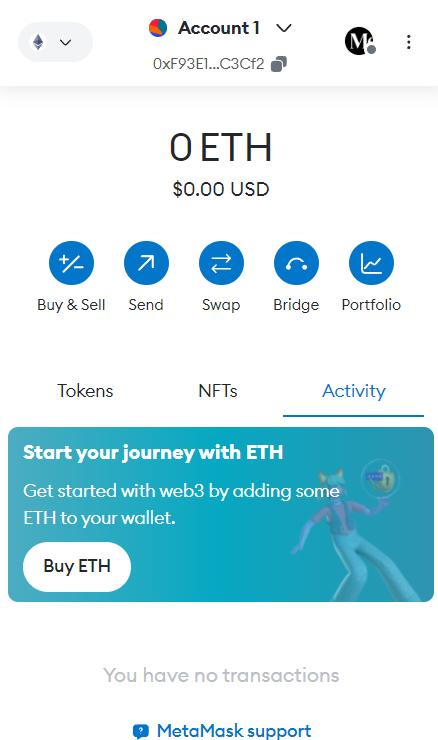 Account 1
0xF93E1...C3Cf2
M
0 ETH
$0.00 USD
Buy & Sell
Send
Swap
Bridge
Portfolio
Tokens
NFTs
Activity
Start your journey with ETH
Get started with web3 by adding some
ETH to your wallet.
Buy ETH
You have no transactions
MetaMask support